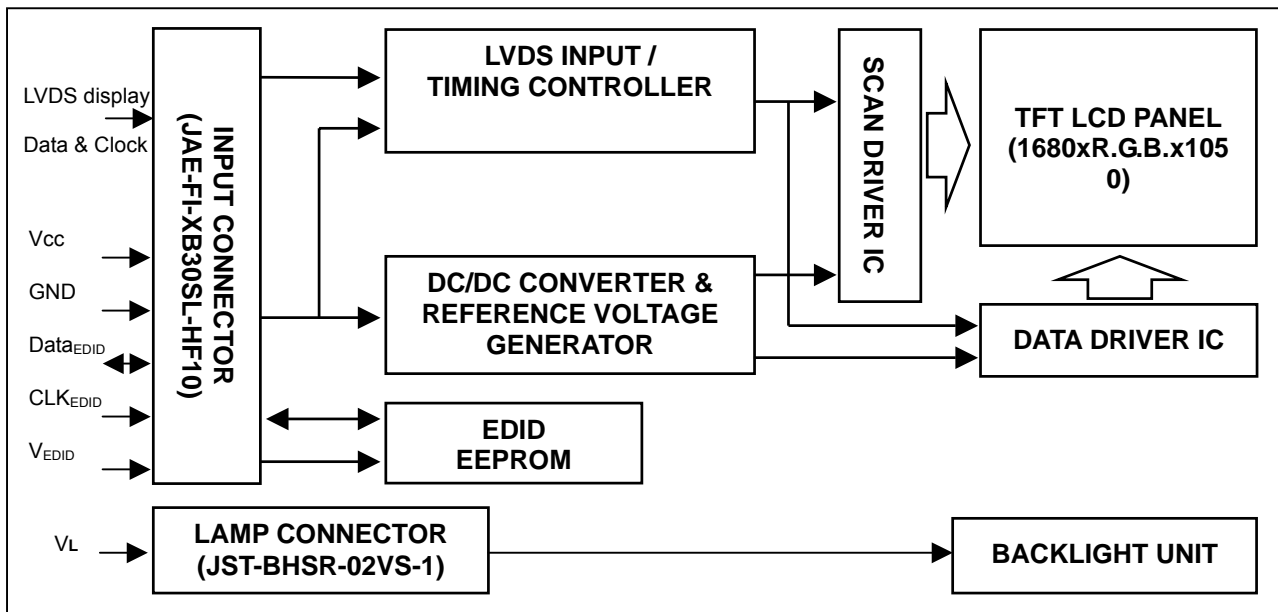 LVDS display
Data & Clock
Vcc
GND
DataEDID
CLKEDID
VEDID
VL
INPUT CONNECTOR
(JAE-FI-XB30SL-HF10)
LVDS INPUT /
TIMING CONTROLLER
DC/DC CONVERTER &
REFERENCE VOLTAGE
GENERATOR
EDID
EEPROM
LAMP CONNECTOR
(JST-BHSR-02VS-1)
SCAN DRIVER IC
TFT LCD PANEL
(1680xR.G.B.x105
0)
DATA DRIVER IC
BACKLIGHT UNIT